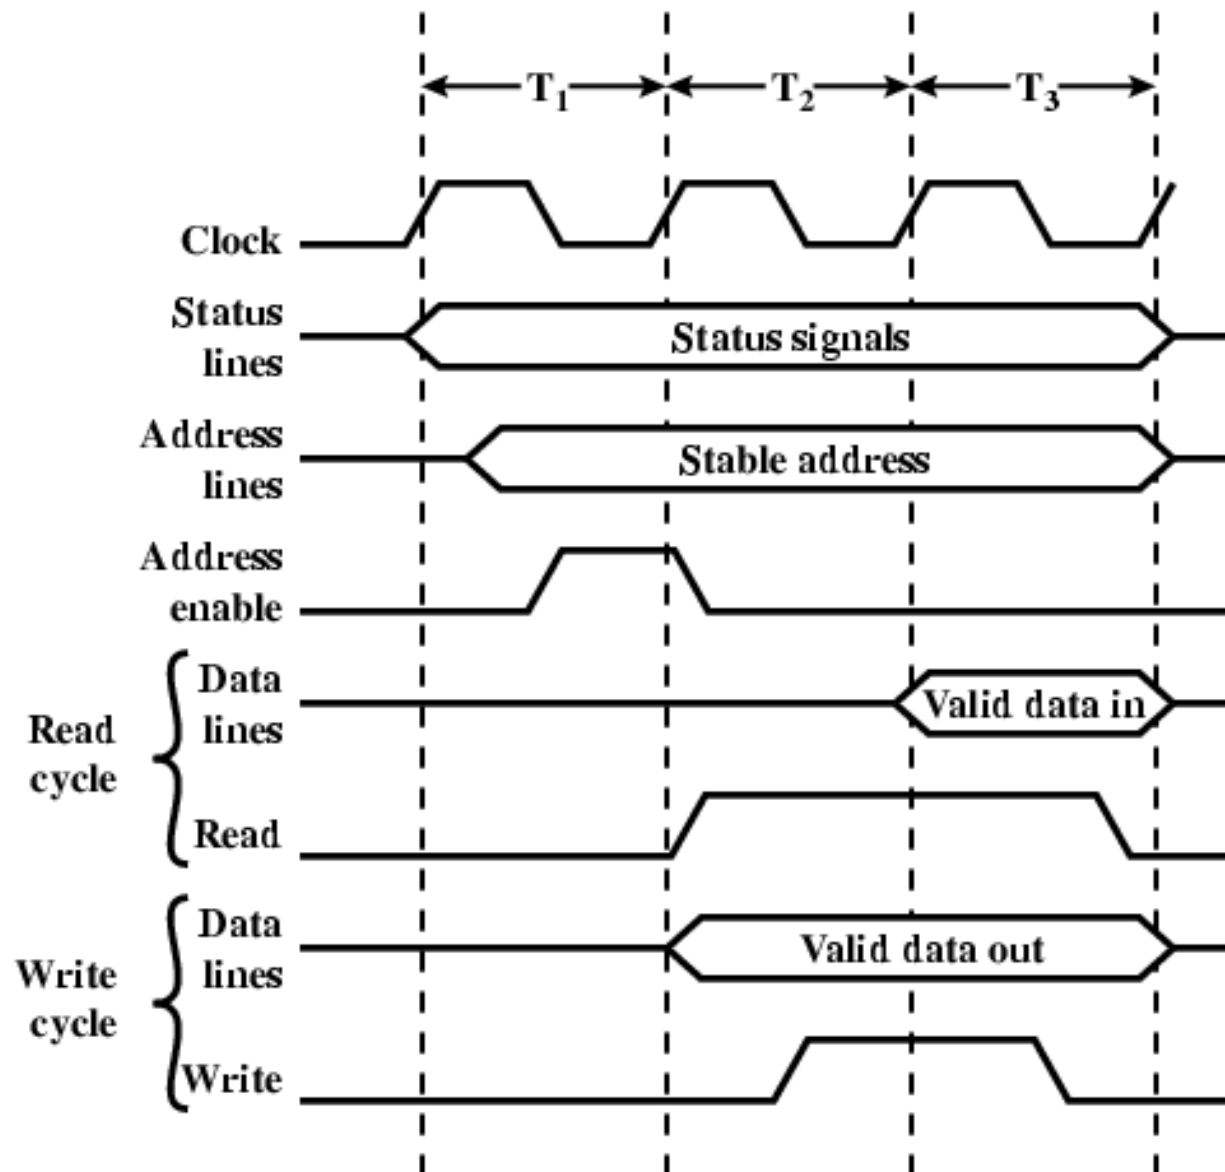 T1 T2 T3
Clock
Status
lines
Status signals
Address
lines
Stable address
Address
enable
Read
cycle
Data
lines
Valid data in
Read
Write
cycle
Data
lines
Valid data out
Write